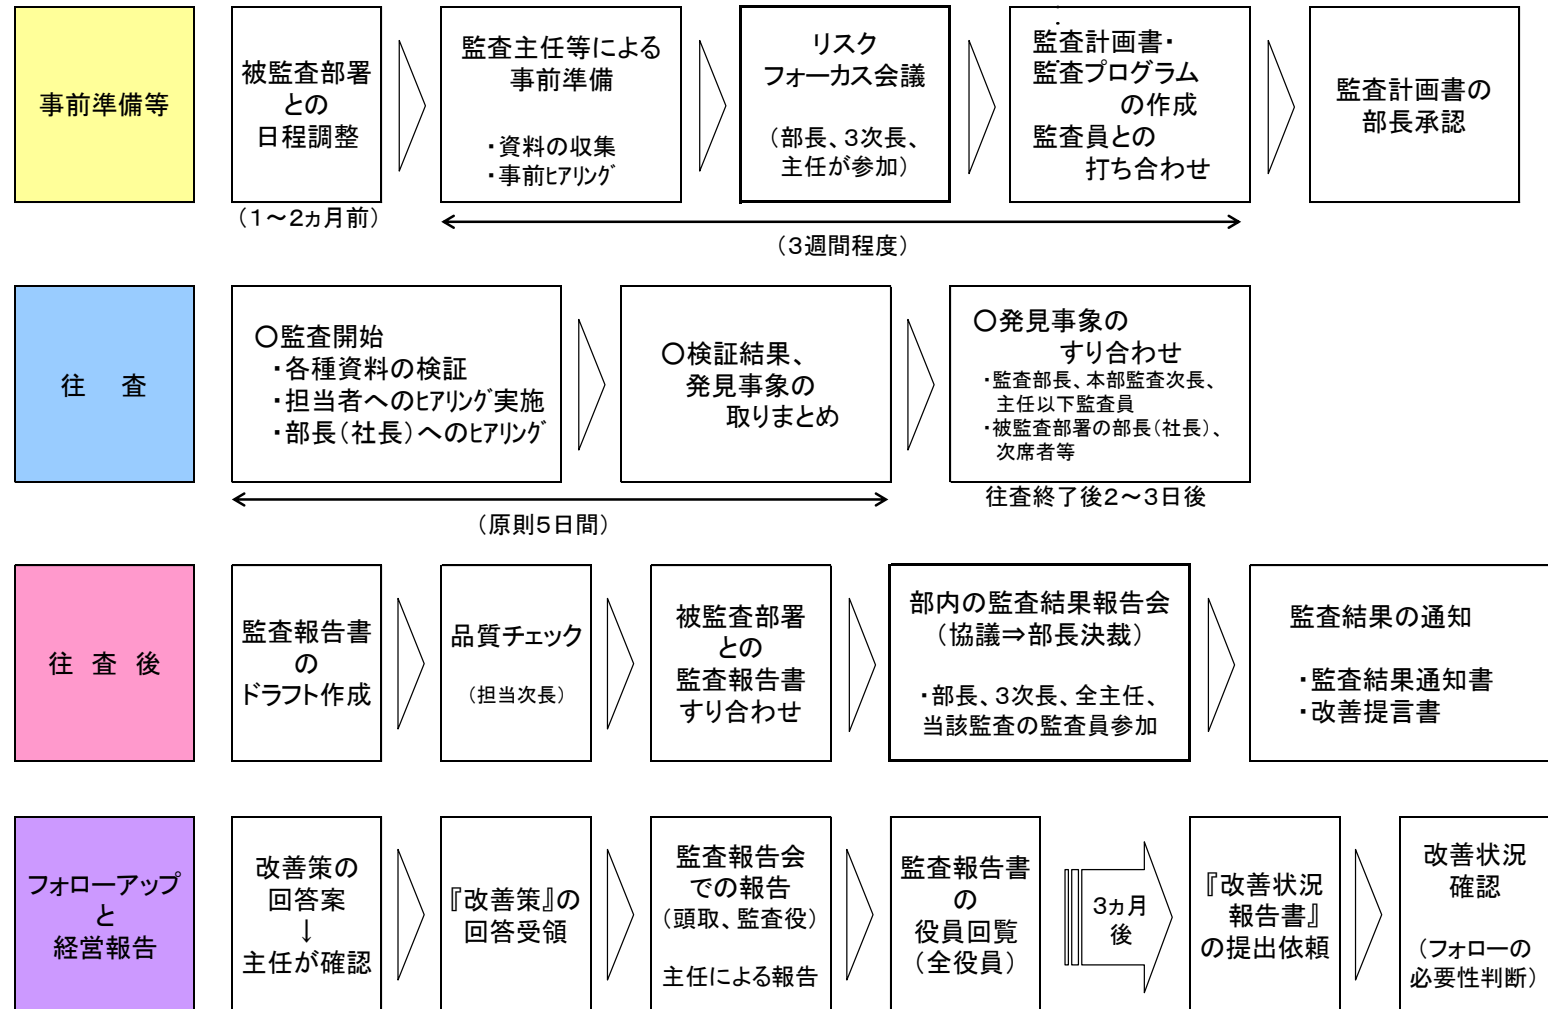 事前準備等
被監査部署
との
日程調整
(1～2ヵ月前)
監査主任等による
事前準備
・資料の収集
・事前ヒアリング
リスク
フォーカス会議
(部長、3次長、
主任が参加)
監査計画書・
監査プログラム
の作成
監査員との
打ち合わせ
(3週間程度)
監査計画書の
部長承認
往　査
○監査開始
・各種資料の検証
・担当者へのヒアリング実施
・部長(社長)へのヒアリング
○検証結果、
発見事象の
取りまとめ
(原則5日間)
○発見事象の
すり合わせ
・監査部長、本部監査次長、
主任以下監査員
・被監査部署の部長(社長)、
次席者等
往査終了後2～3日後
往 査 後
監査報告書
の
ドラフト作成
品質チェック
(担当次長)
被監査部署
との
監査報告書
すり合わせ
部内の監査結果報告会
(協議⇒部長決裁)
・部長、3次長、全主任、
当該監査の監査員参加
監査結果の通知
・監査結果通知書
・改善提言書
フォローアップ
と
経営報告
改善策の
回答案
↓
主任が確認
『改善策』の
回答受領
監査報告会
での報告
(頭取、監査役)
主任による報告
監査報告書
の
役員回覧
(全役員)
3ヵ月
後
『改善状況
報告書』
の提出依頼
改善状況
確認
(フォローの
必要性判断)